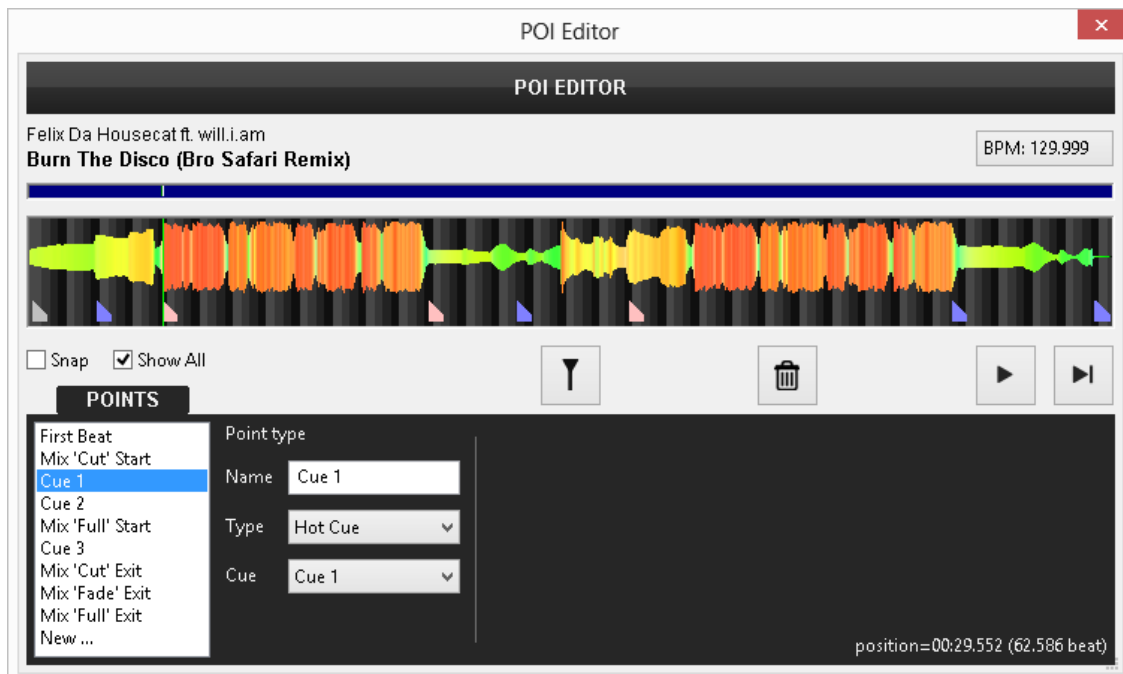 POI Editor
POI EDITOR
Felix Da Housecat ft. will.i.am
Burn The Disco (Bro Safari Remix)
BPM: 129.999
Snap
Show All
POINTS
First Beat
Mix 'Cut' Start
Cue 1
Cue 2
Mix 'Full' Start
Cue 3
Mix 'Cut' Exit
Mix 'Fade' Exit
Mix 'Full' Exit
New ...
Point type
Name
Cue 1
Type
Hot Cue
Cue
Cue 1
position=00:29.552 (62.586 beat)